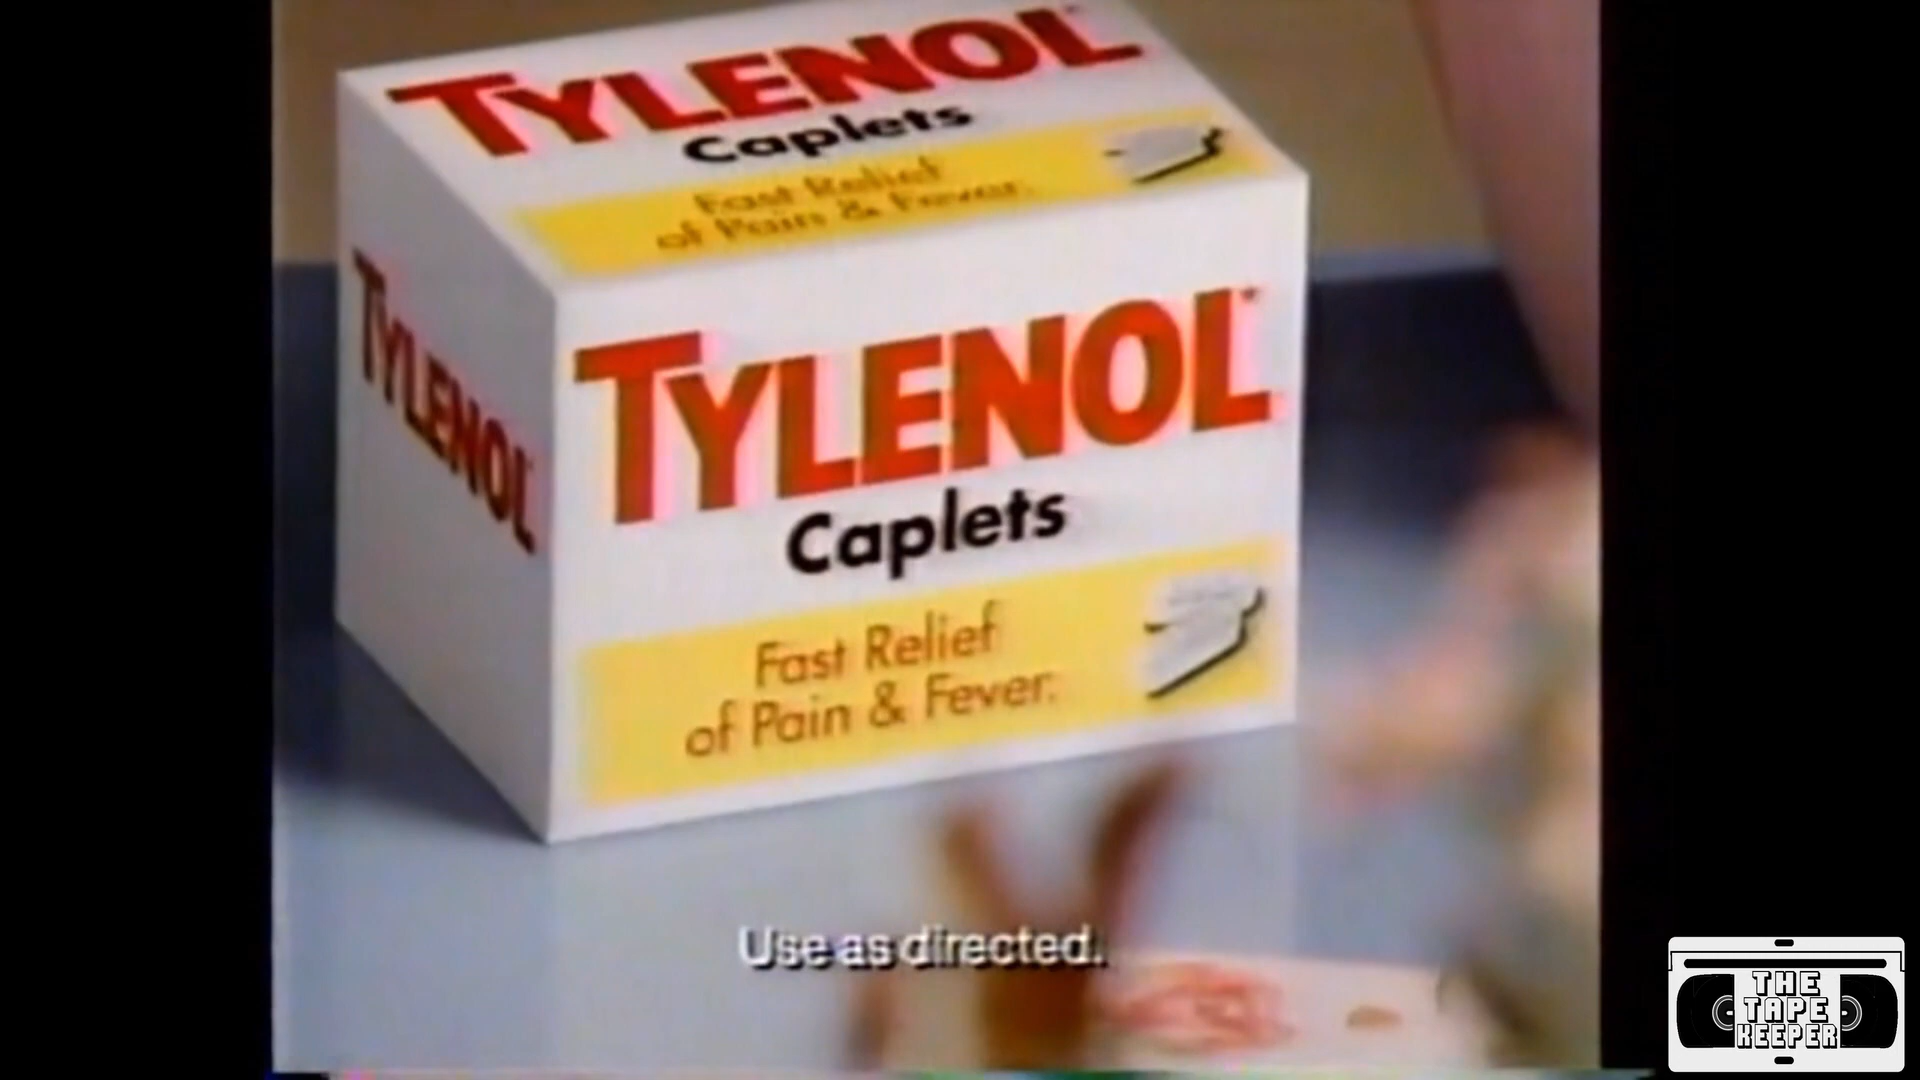 TYLENOL
Caplets
Fast Relief
of Pain & Fever.
TYLENOL
TYLENOL
Caplets
Fast Relief
of Pain & Fever.
Use as directed.
THE
TAPE
KEEPER